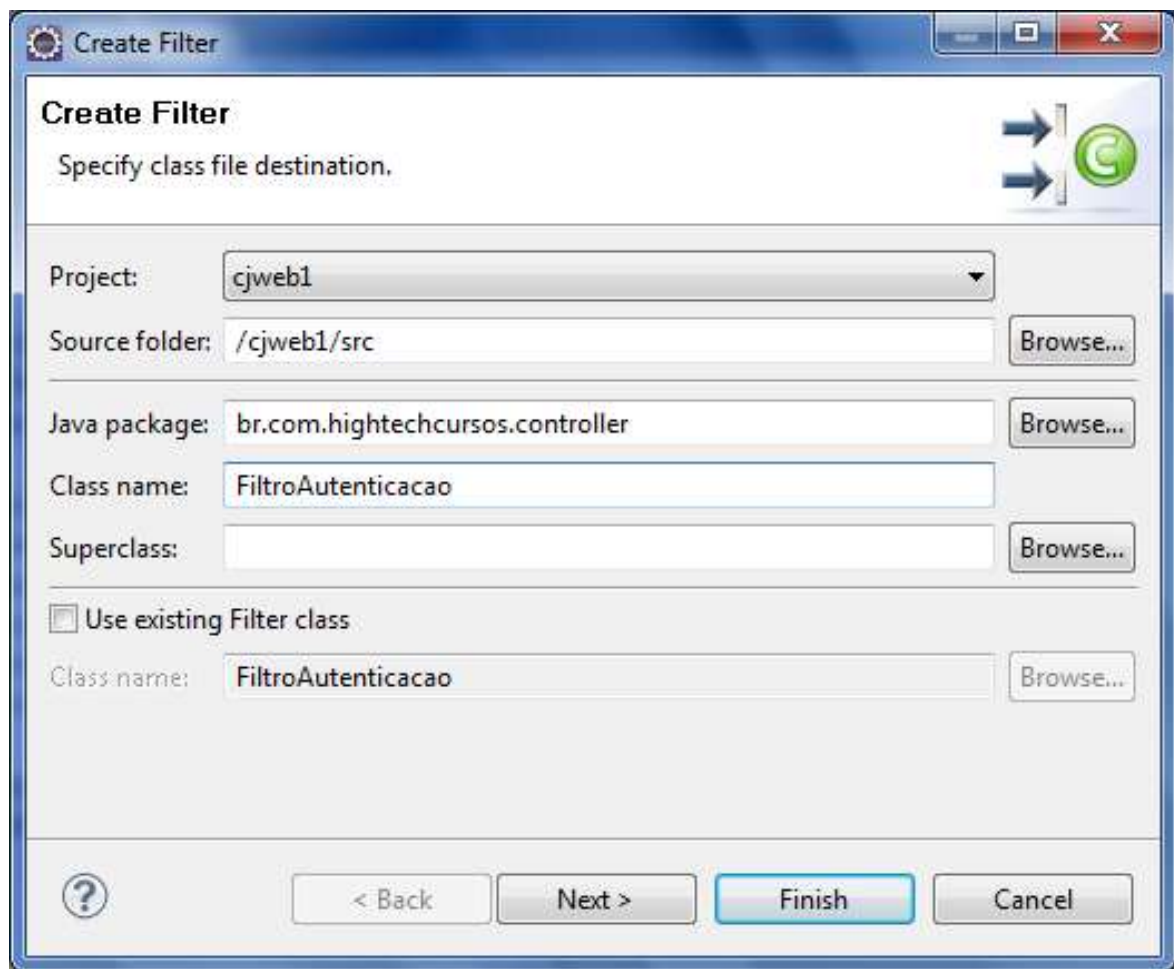 Create Filter
Create Filter
Specify class file destination.
Project: cjweb1
Source folder: /cjweb1/src Browse...
Java package: br.com.hightechcursos.controller Browse...
Class name: FiltroAutenticacao
Superclass: Browse...
Use existing Filter class
Class name: FiltroAutenticacao Browse...
< Back Next > Finish Cancel